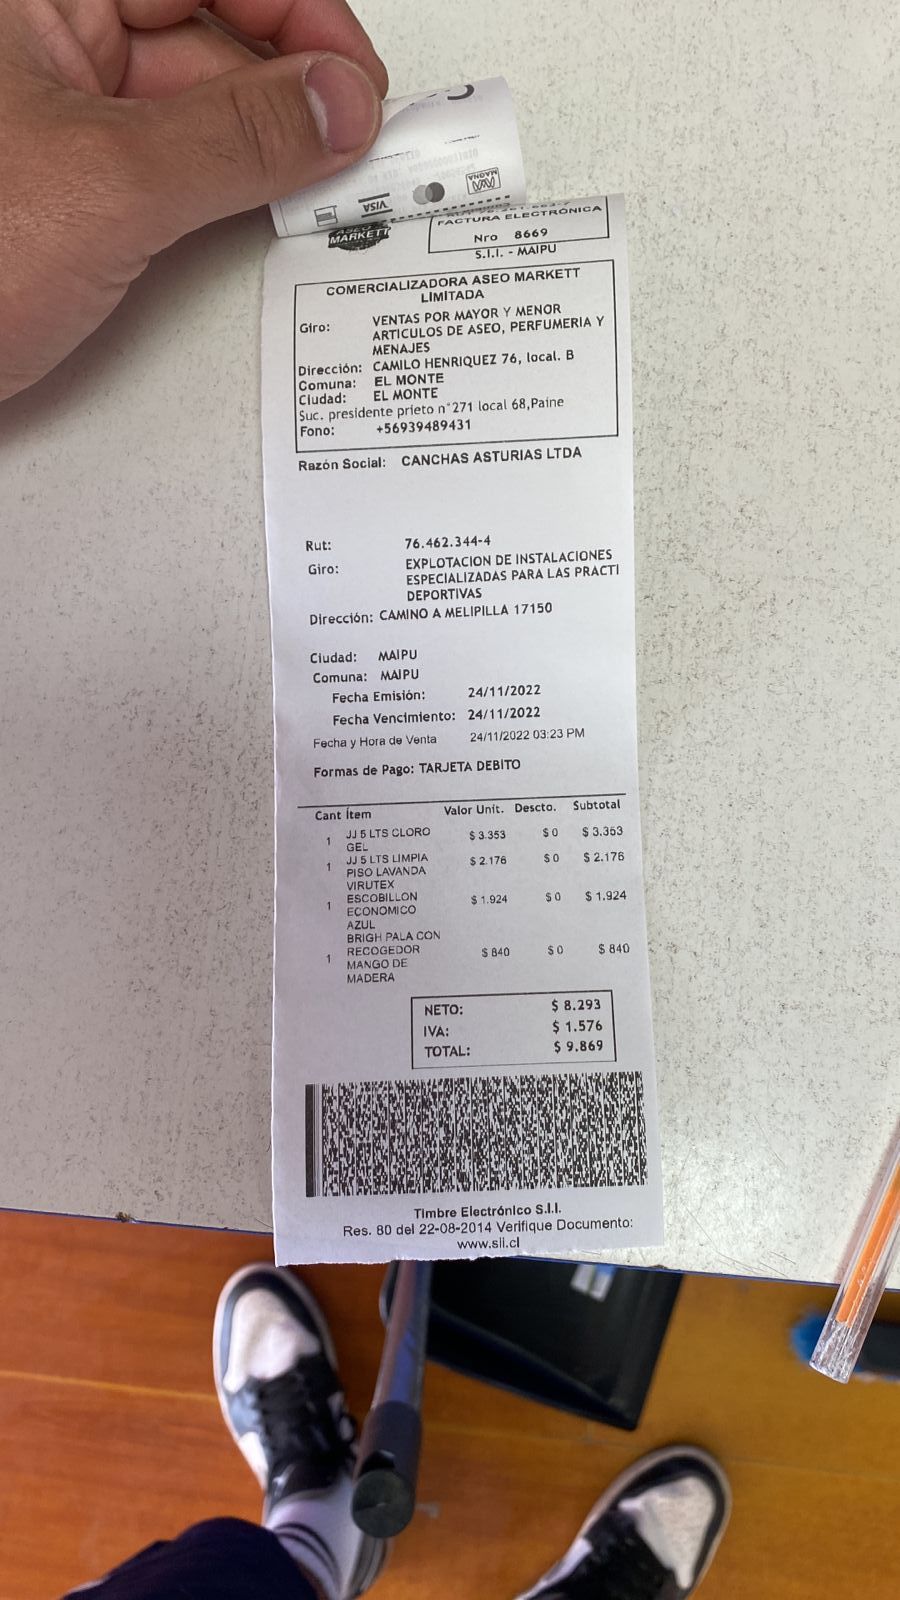 MAGNA
VISA
ASEO
MARKETT
FACTURA ELECTRÓNICA
Nro 8669
S.I.I. - MAIPU
COMERCIALIZADORA ASEO MARKETT
LIMITADA
Giro: VENTAS POR MAYOR Y MENOR
ARTICULOS DE ASEO, PERFUMERIA Y
MENAJES
Dirección: CAMILO HENRIQUEZ 76, local. B
Comuna: EL MONTE
Ciudad: EL MONTE
Suc. presidente prieto n°271 local 68,Paine
Fono: +56939489431
Razón Social: CANCHAS ASTURIAS LTDA
Rut: 76.462.344-4
Giro: EXPLOTACION DE INSTALACIONES
ESPECIALIZADAS PARA LAS PRACTI
DEPORTIVAS
Dirección: CAMINO A MELIPILLA 17150
Ciudad: MAIPU
Comuna: MAIPU
Fecha Emisión: 24/11/2022
Fecha Vencimiento: 24/11/2022
Fecha y Hora de Venta 24/11/2022 03:23 PM
Formas de Pago: TARJETA DEBITO
Cant Ítem Valor Unit. Descto. Subtotal
1 JJ 5 LTS CLORO GEL $ 3.353 $ 0 $ 3.353
1 JJ 5 LTS LIMPIA PISO LAVANDA $ 2.176 $ 0 $ 2.176
1 VIRUTEX ESCOBILLON ECONOMICO AZUL $ 1.924 $ 0 $ 1.924
1 BRIGH PALA CON RECOGEDOR MANGO DE MADERA $ 840 $ 0 $ 840
NETO: $ 8.293
IVA: $ 1.576
TOTAL: $ 9.869
Timbre Electrónico S.I.I.
Res. 80 del 22-08-2014 Verifique Documento:
www.sii.cl